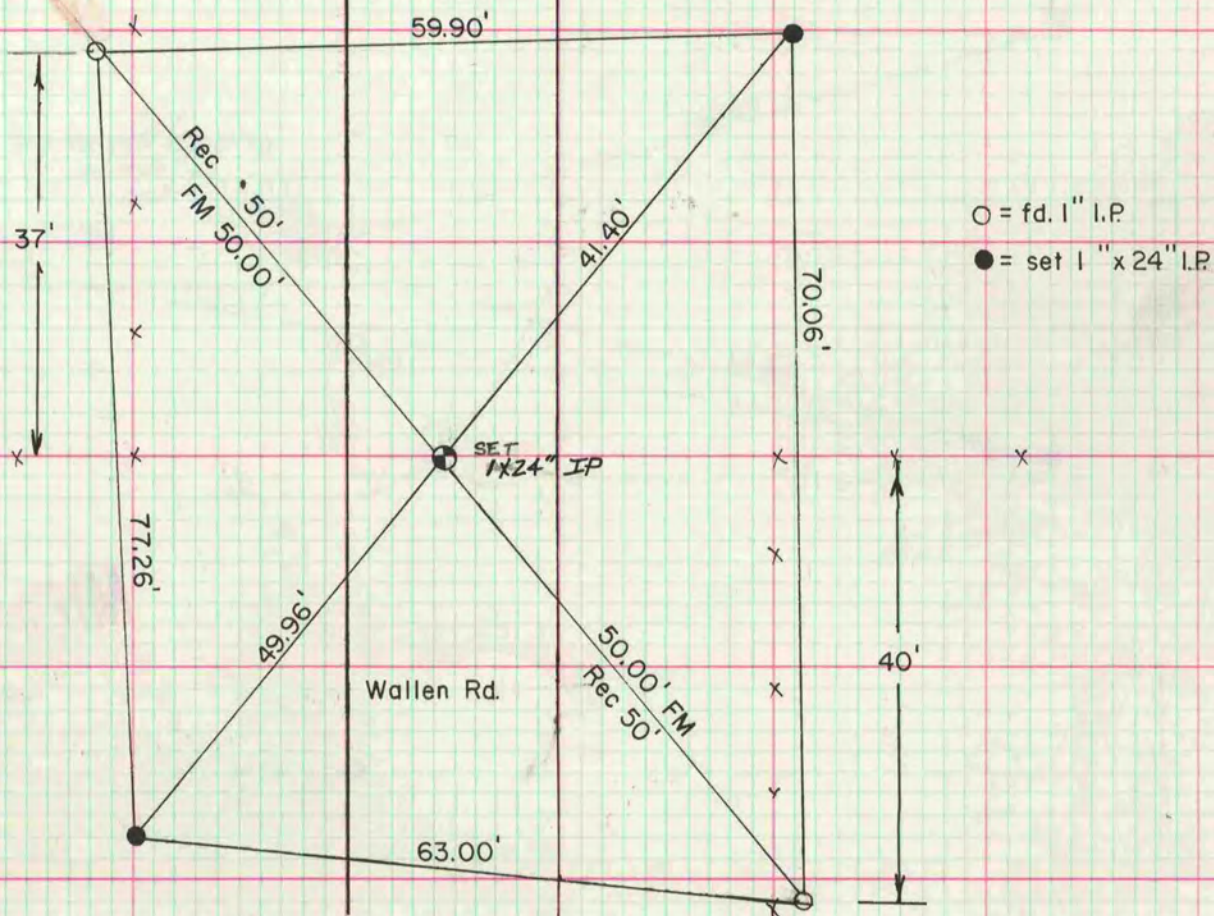 59.90'
Rec 50'
FM 50.00'
37'
41.40'
○ = fd. 1" I.P.
● = set 1" x 24" I.P.
70.06'
SET
1X24" IP
77.26'
49.96'
50.00' FM
Rec 50'
40'
Wallen Rd.
63.00'